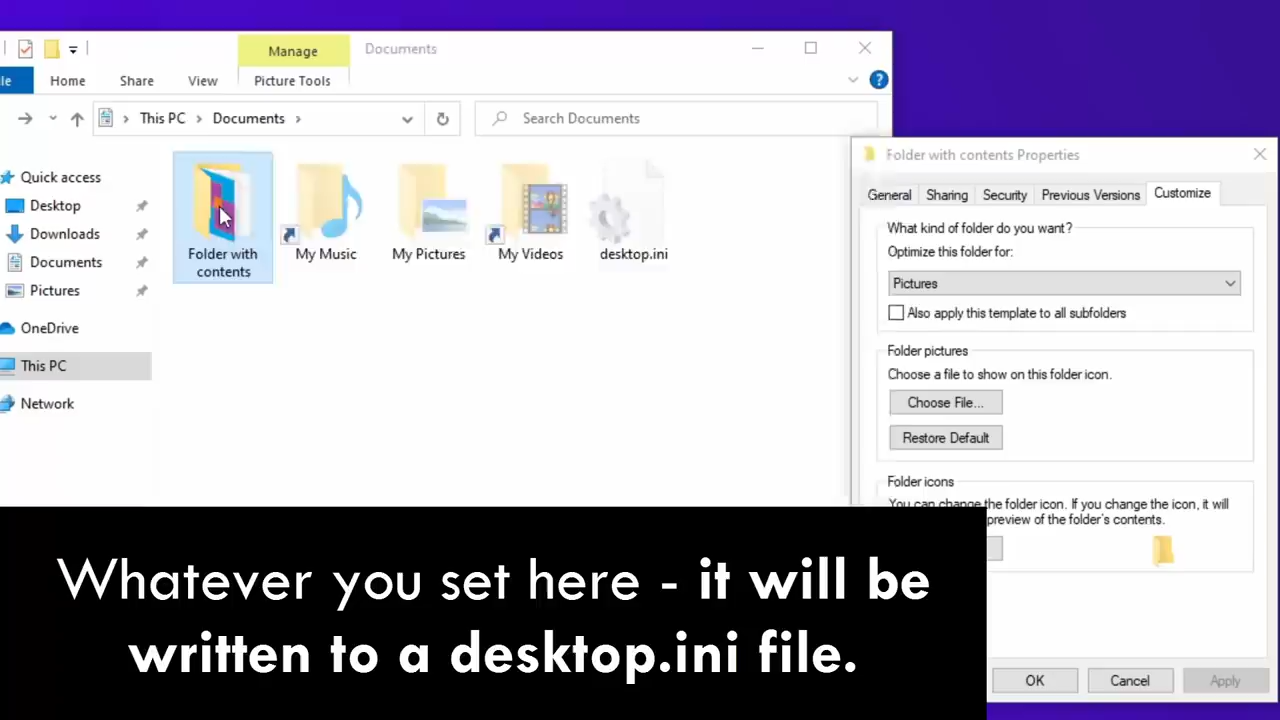 Manage
Documents
Home
Share
View
Picture Tools
This PC
Documents
Search Documents
Quick access
Desktop
Downloads
Documents
Pictures
OneDrive
This PC
Network
Folder with
contents
My Music
My Pictures
My Videos
desktop.ini
Folder with contents Properties
General
Sharing
Security
Previous Versions
Customize
What kind of folder do you want?
Optimize this folder for:
Pictures
Also apply this template to all subfolders
Folder pictures
Choose a file to show on this folder icon.
Choose File...
Restore Default
Folder icons
You can change the folder icon. If you change the icon, it will
preview of the folder's contents.
OK
Cancel
Apply
Whatever you set here - it will be
written to a desktop.ini file.